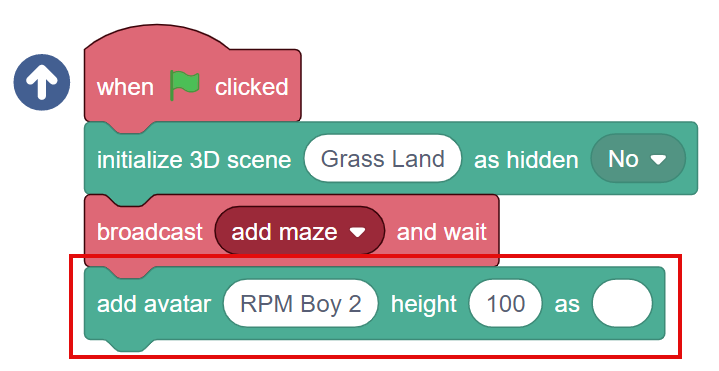 when clicked
initialize 3D scene Grass Land as hidden No
broadcast add maze and wait
add avatar RPM Boy 2 height 100 as